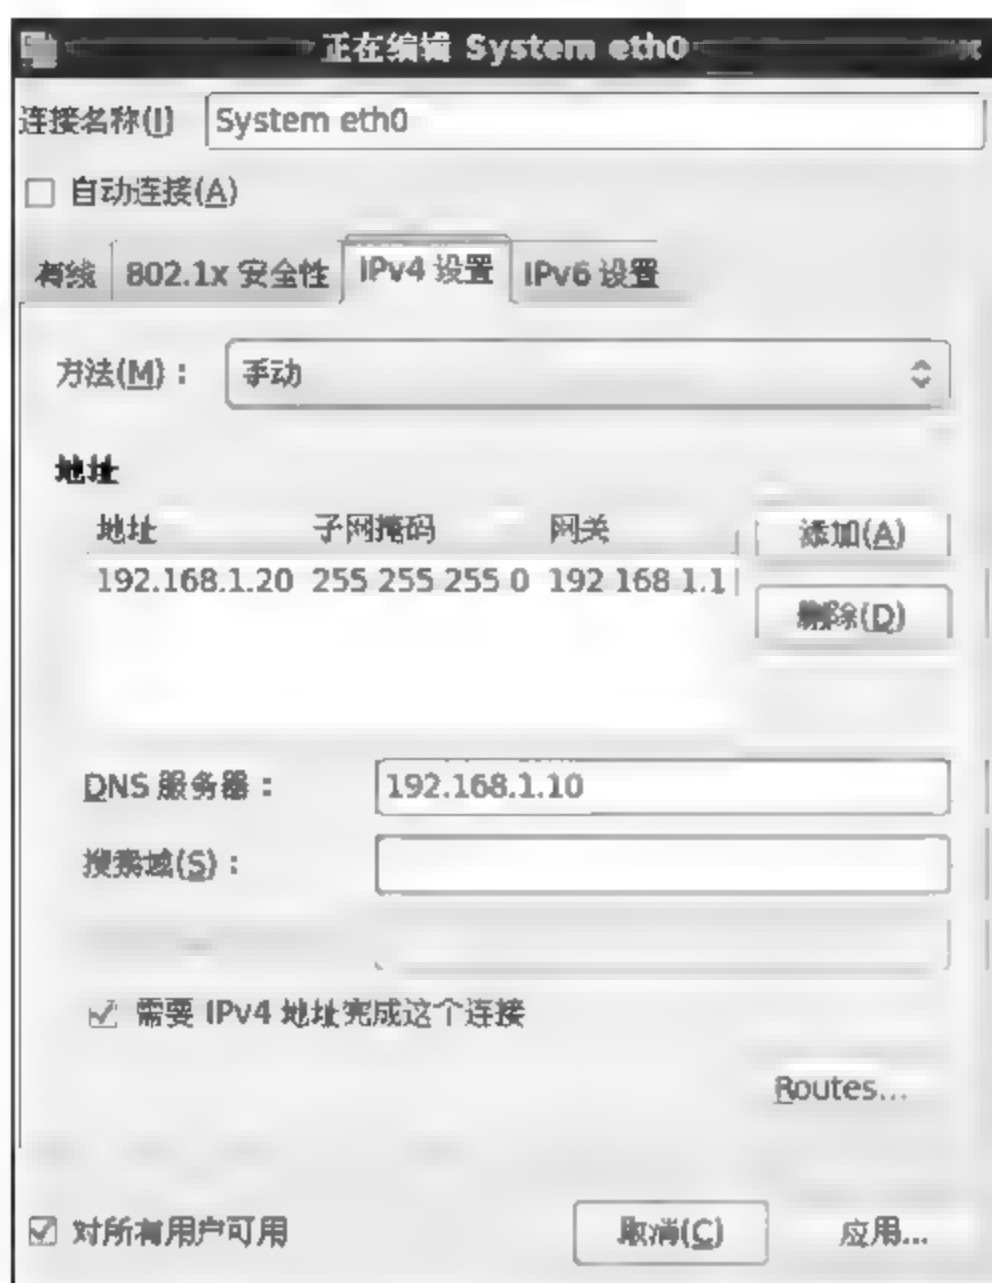 正在编辑 System eth0
连接名称(I) System eth0
自动连接(A)
有线 802.1x 安全性 IPv4 设置 IPv6 设置
方法(M)： 手动
地址
地址 子网掩码 网关 添加(A)
192.168.1.20 255 255 255 0 192 168 1.1
删除(D)
DNS 服务器： 192.168.1.10
搜索域(S)：
需要 IPv4 地址完成这个连接
Routes...
对所有用户可用 取消(C) 应用...